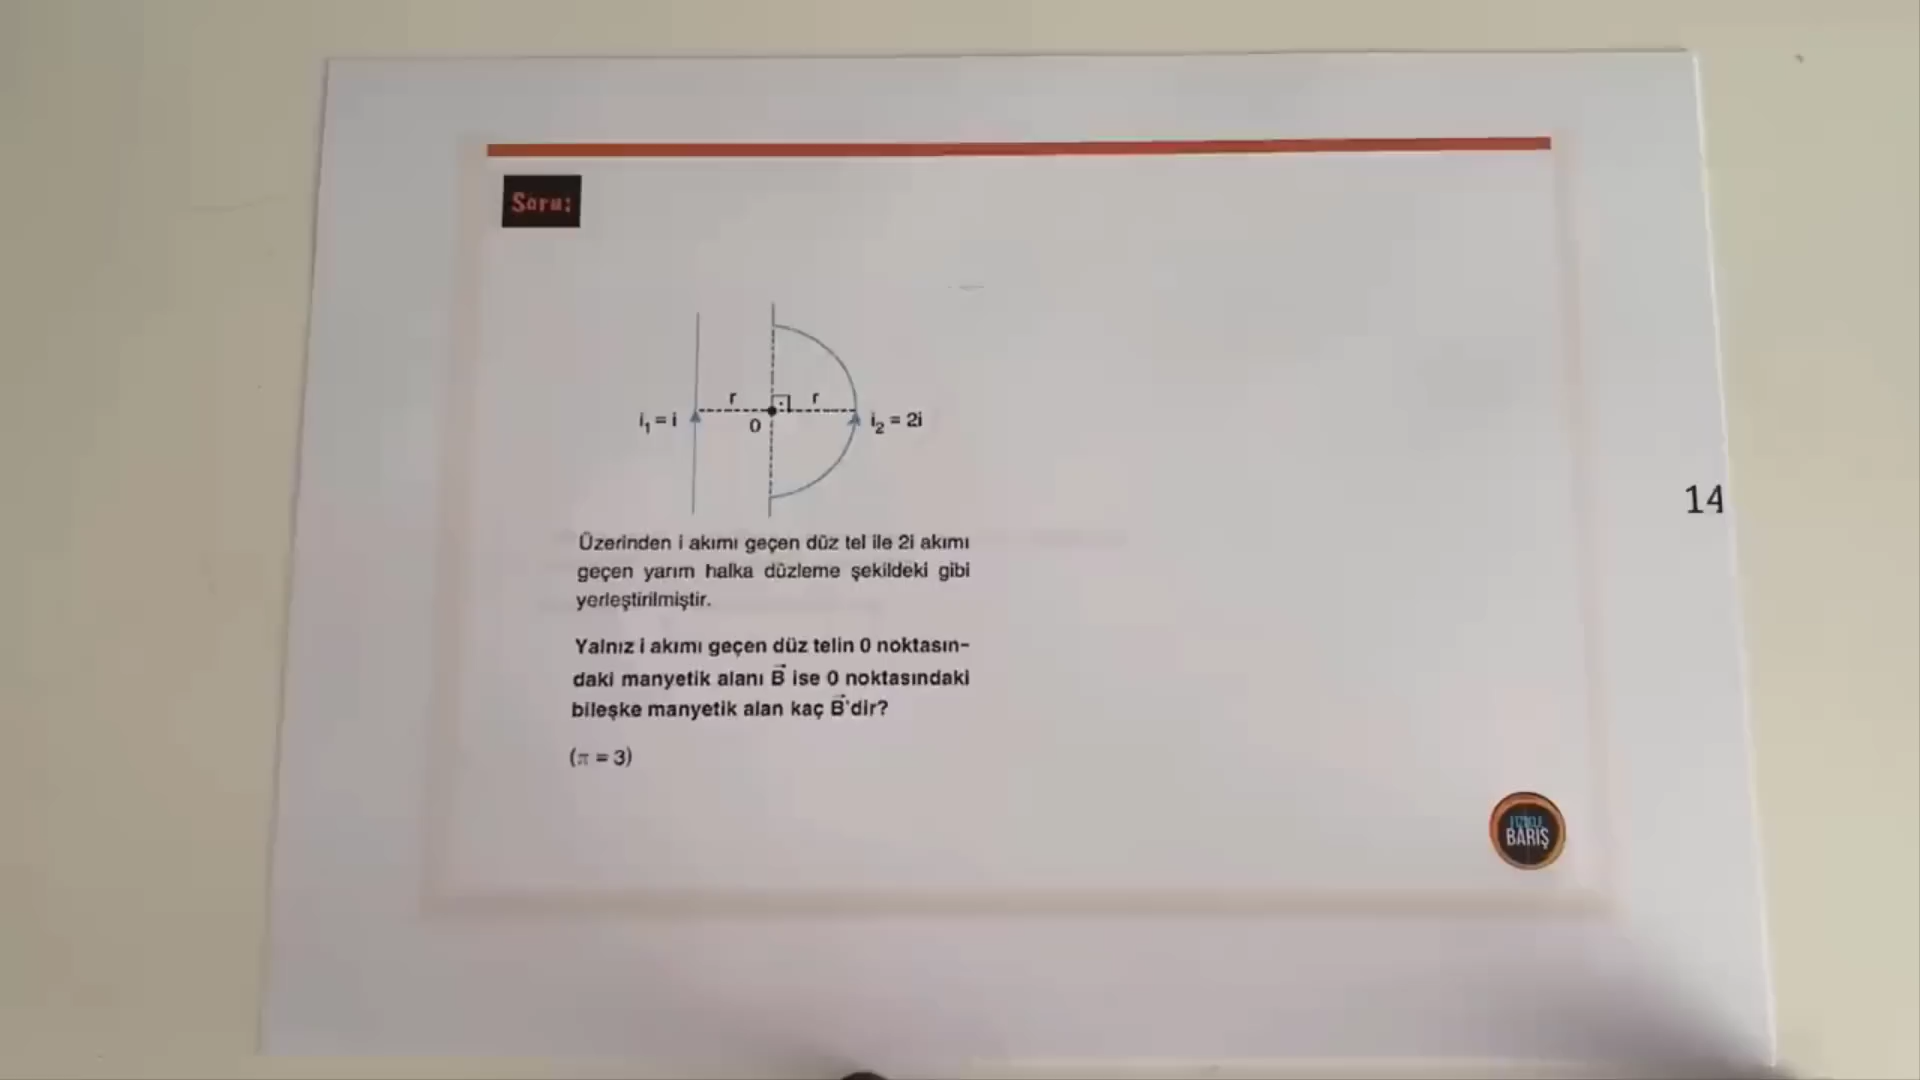 Soru:
r
r
i₁ = i
0
i₂ = 2i
14
Üzerinden i akımı geçen düz tel ile 2i akımı
geçen yarım halka düzleme şekildeki gibi
yerleştirilmiştir.
Yalnız i akımı geçen düz telin 0 noktasın-
daki manyetik alanı B⃗ ise 0 noktasındaki
bileşke manyetik alan kaç B⃗'dir?
(π = 3)
BARIŞ